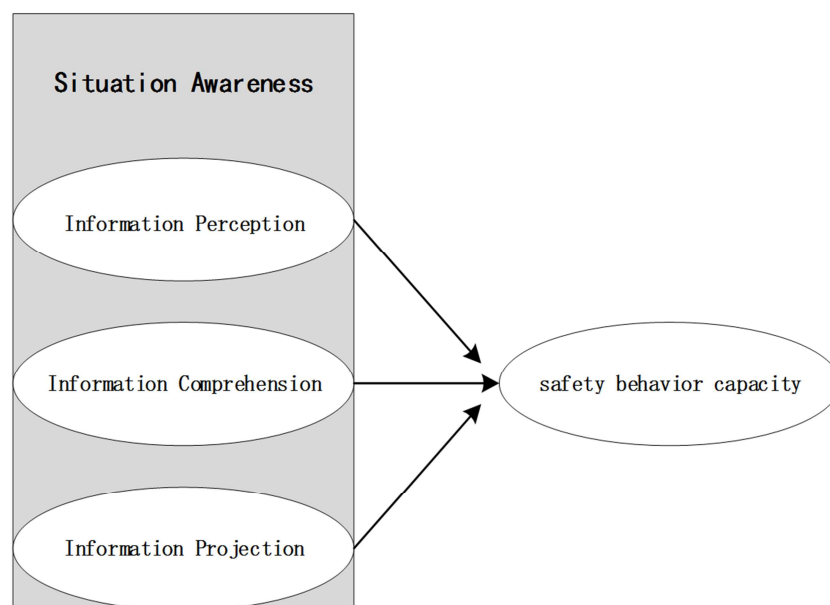 Situation Awareness
Information Perception
Information Comprehension
safety behavior capacity
Information Projection